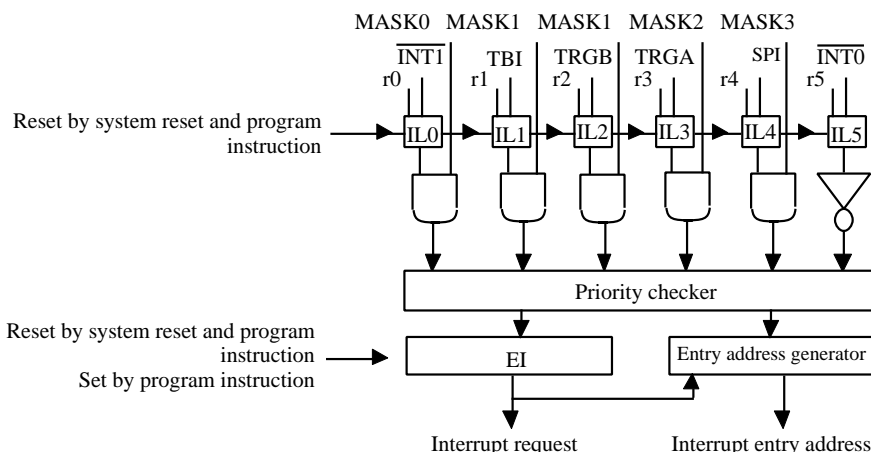 MASK0 MASK1 MASK1 MASK2 MASK3
INT1 TBI TRGB TRGA SPI INT0
r0 r1 r2 r3 r4 r5
Reset by system reset and program
instruction
IL0 IL1 IL2 IL3 IL4 IL5
Priority checker
Reset by system reset and program
instruction
Set by program instruction
EI
Entry address generator
Interrupt request
Interrupt entry address